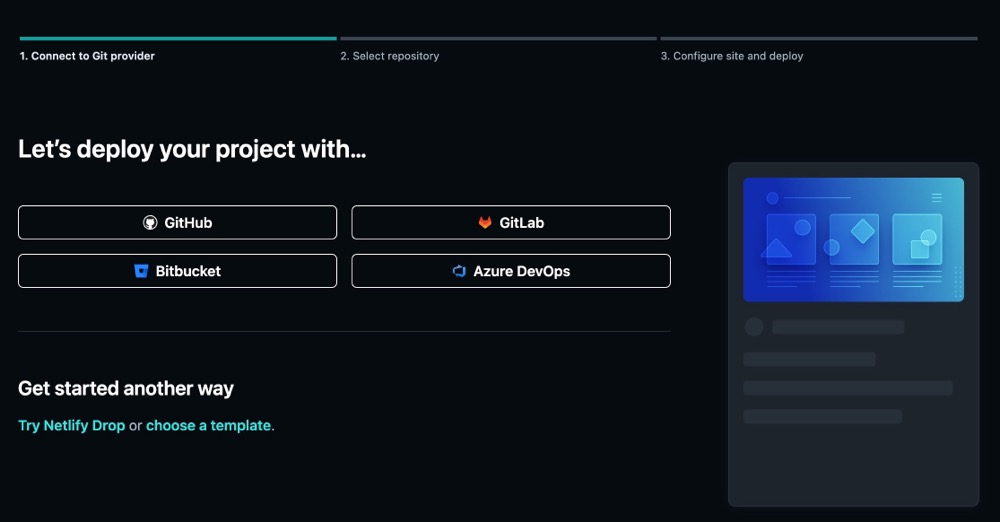 1. Connect to Git provider
2. Select repository
3. Configure site and deploy
Let’s deploy your project with…
GitHub
GitLab
Bitbucket
Azure DevOps
Get started another way
Try Netlify Drop or choose a template.